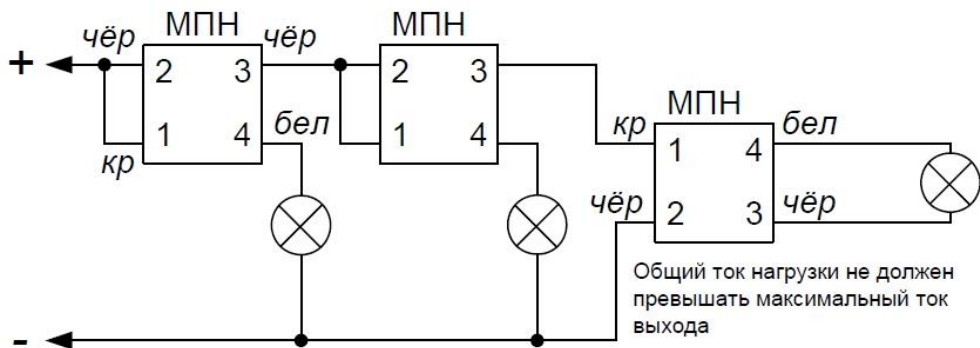 МПН
МПН
чёр
чёр
+
2 3
2 3
1 4
1 4
бел
кр
МПН
кр
бел
1 4
2 3
чёр
чёр
Общий ток нагрузки не должен
превышать максимальный ток
выхода
-